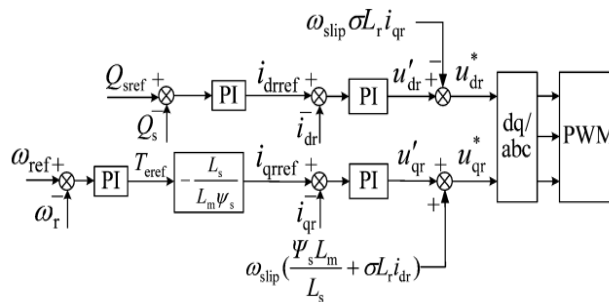 ω_slip σL_r i_qr
Q_sref + PI i_drref + PI u′_dr + − u*_dr
Q_s − i_dr −
dq/
abc
PWM
ω_ref + PI T_eref − L_s / L_m ψ_s i_qrref + PI u′_qr + + u*_qr
ω_r − i_qr −
ω_slip (Ψ_s L_m / L_s + σL_r i_dr)